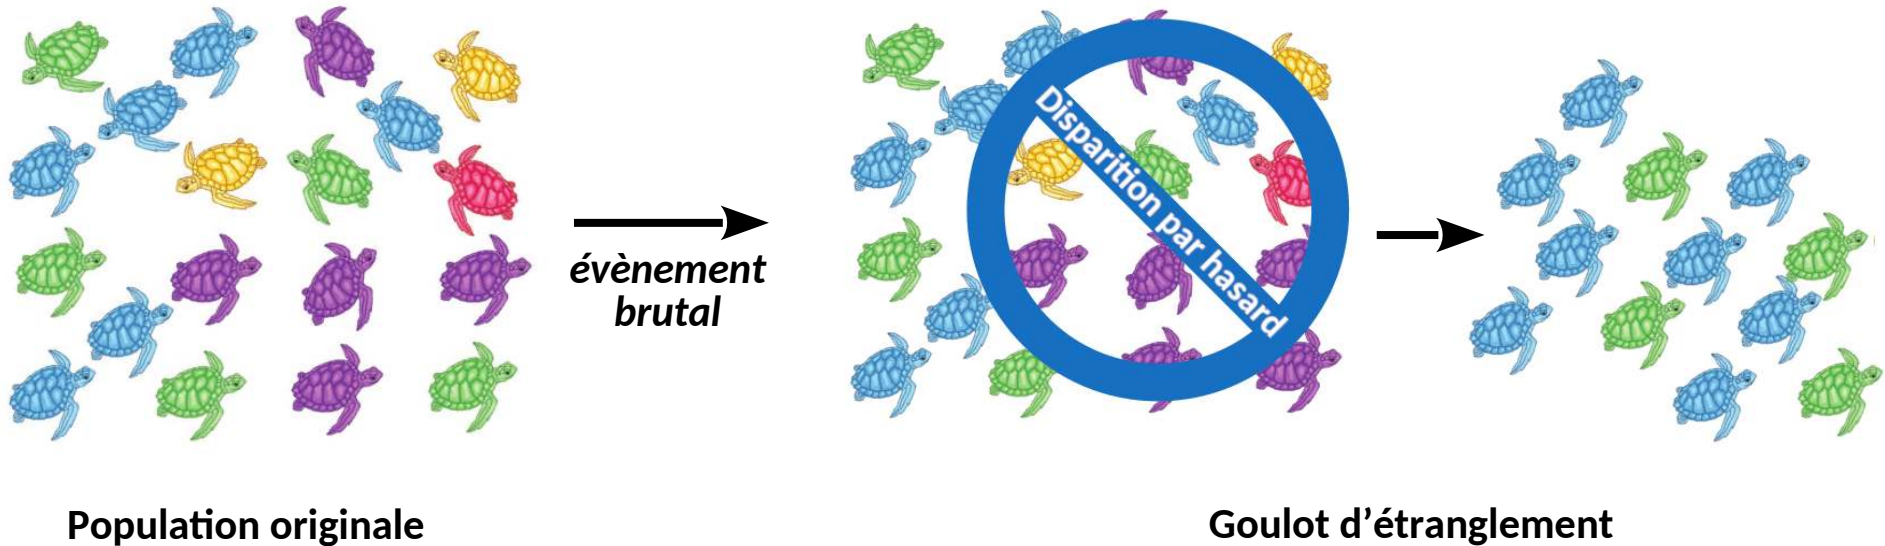 Disparition par hasard
évènement
brutal
Population originale
Goulot d’étranglement